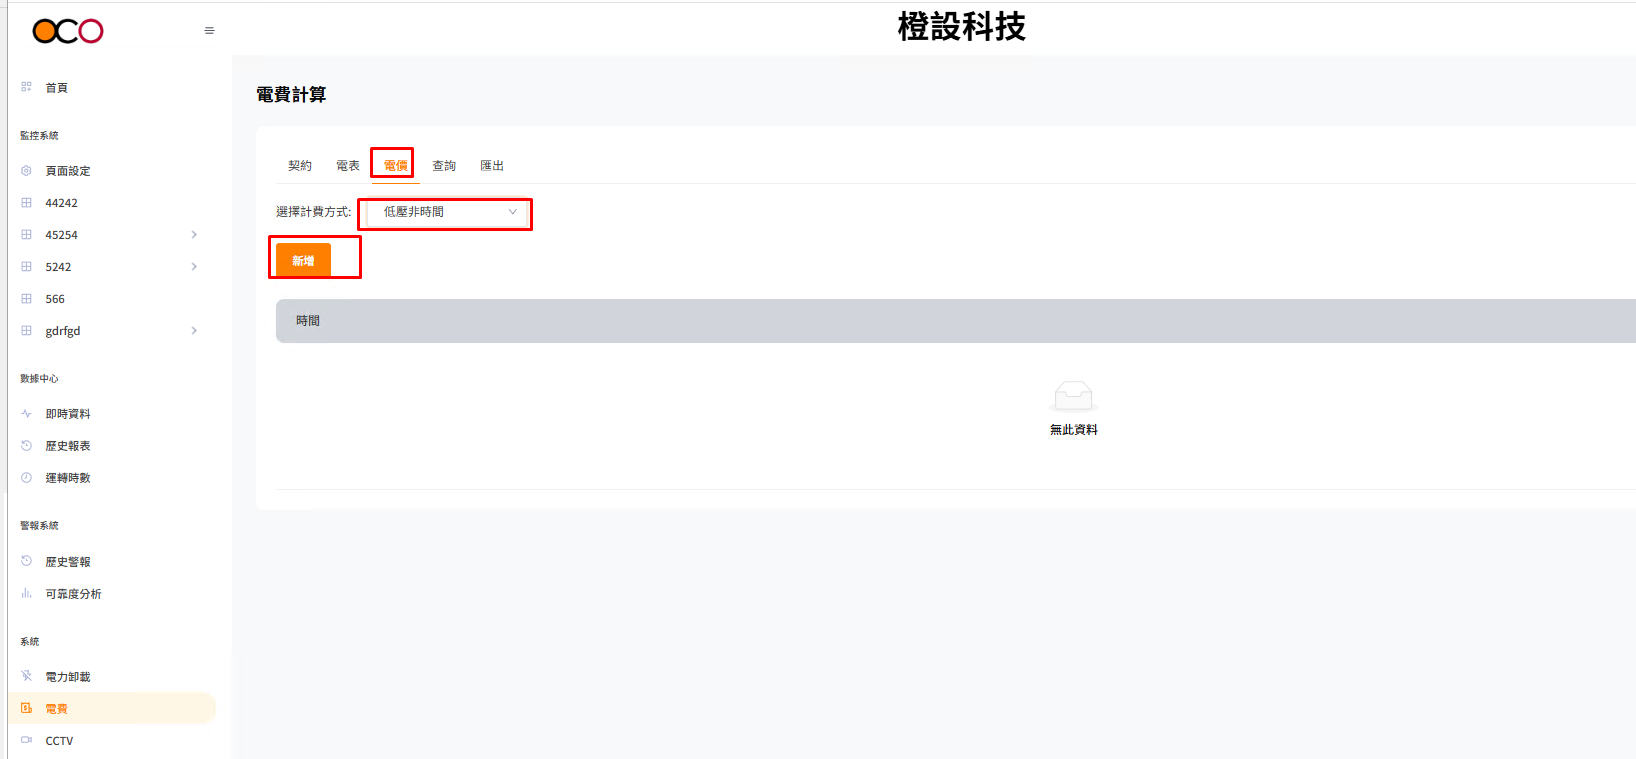 OCO
橙設科技
首頁
監控系統
頁面設定
44242
45254
5242
566
gdrfgd
數據中心
即時資料
歷史報表
運轉時數
警報系統
歷史警報
可靠度分析
系統
電力卸載
電費
CCTV
電費計算
契約
電表
電價
查詢
匯出
選擇計費方式:
低壓非時間
新增
時間
無此資料